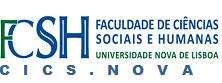 FCSH FACULDADE DE CIÊNCIAS
SOCIAIS E HUMANAS
UNIVERSIDADE NOVA DE LISBOA
CICS.NOVA